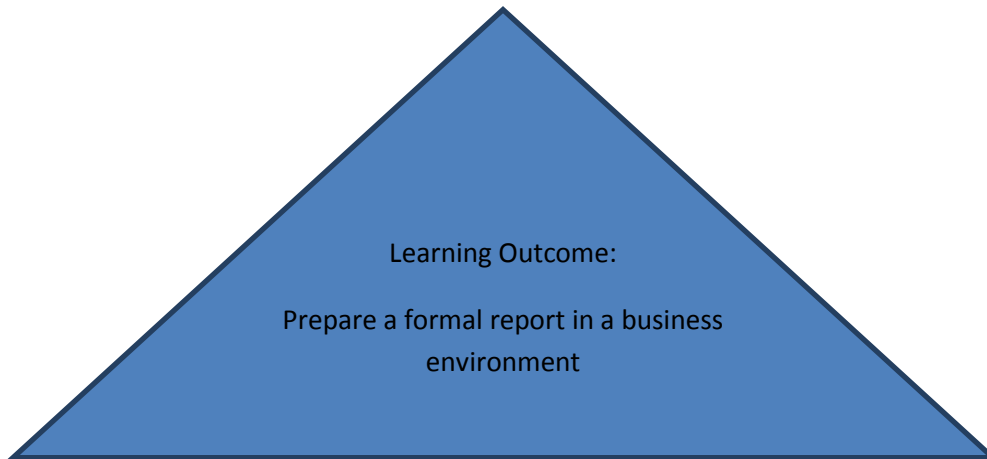 Learning Outcome:
Prepare a formal report in a business
environment